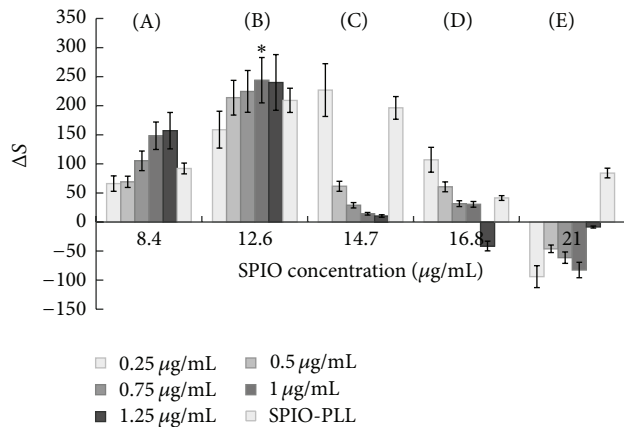 (A) (B) (C) (D) (E)
350
300
250
200
150
100
50
0
−50
−100
−150
ΔS
*
8.4 12.6 14.7 16.8 21
SPIO concentration (μg/mL)
0.25 μg/mL 0.5 μg/mL
0.75 μg/mL 1 μg/mL
1.25 μg/mL SPIO-PLL